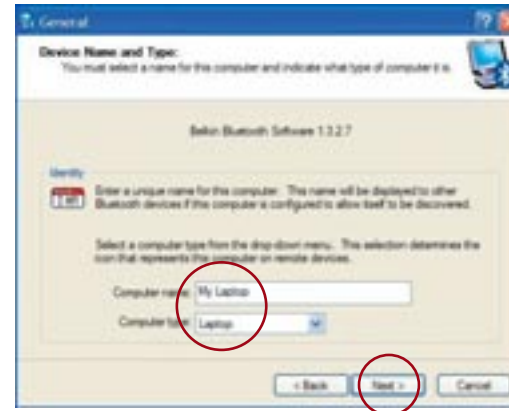 General
Device Name and Type:
You must select a name for this computer and indicate what type of computer it is.
Belkin Bluetooth Software 1.3.2.7
Identity
Enter a unique name for this computer. This name will be displayed to other
Bluetooth devices if this computer is configured to allow itself to be discovered.
Select a computer type from the drop-down menu. This selection determines the
icon that represents this computer on remote devices.
Computer name: My Laptop
Computer type: Laptop
< Back Next > Cancel